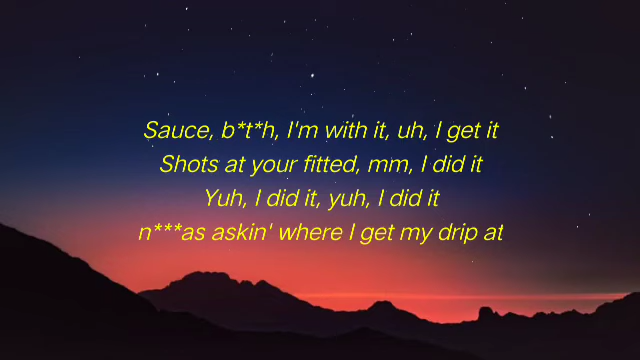 Sauce, b*t*h, I'm with it, uh, I get it
Shots at your fitted, mm, I did it
Yuh, I did it, yuh, I did it
n***as askin' where I get my drip at